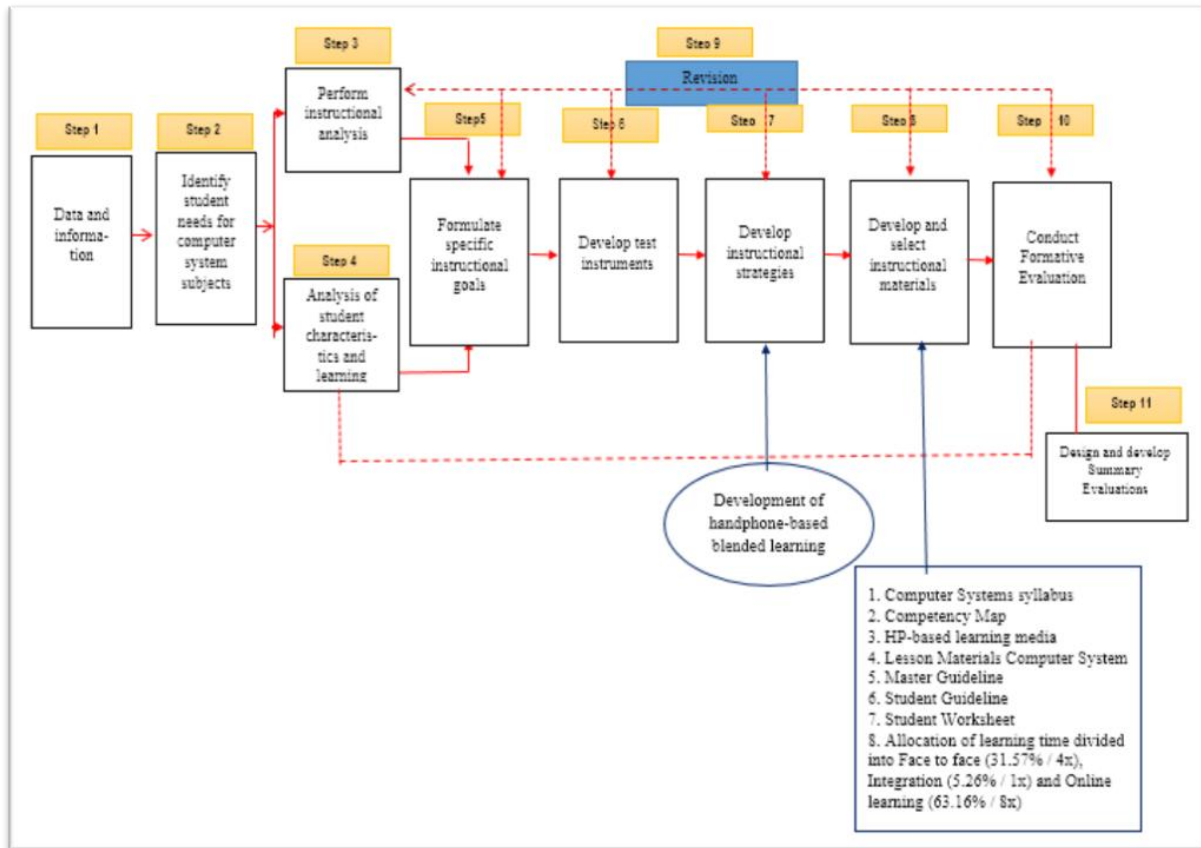 Step 1
Data and
informa-
tion
Step 2
Identify
student
needs for
computer
system
subjects
Step 3
Perform
instructional
analysis
Step 4
Analysis of
student
characteris-
tics and
learning
Step5
Formulate
specific
instructional
goals
Step 6
Develop test
instruments
Step 7
Develop
instructional
strategies
Step 8
Develop and
select
instructional
materials
Step 9
Revision
Step 10
Conduct
Formative
Evaluation
Step 11
Design and develop
Summary
Evaluations
Development of
handphone-based
blended learning
1. Computer Systems syllabus
2. Competency Map
3. HP-based learning media
4. Lesson Materials Computer System
5. Master Guideline
6. Student Guideline
7. Student Worksheet
8. Allocation of learning time divided
into Face to face (31.57% / 4x),
Integration (5.26% / 1x) and Online
learning (63.16% / 8x)